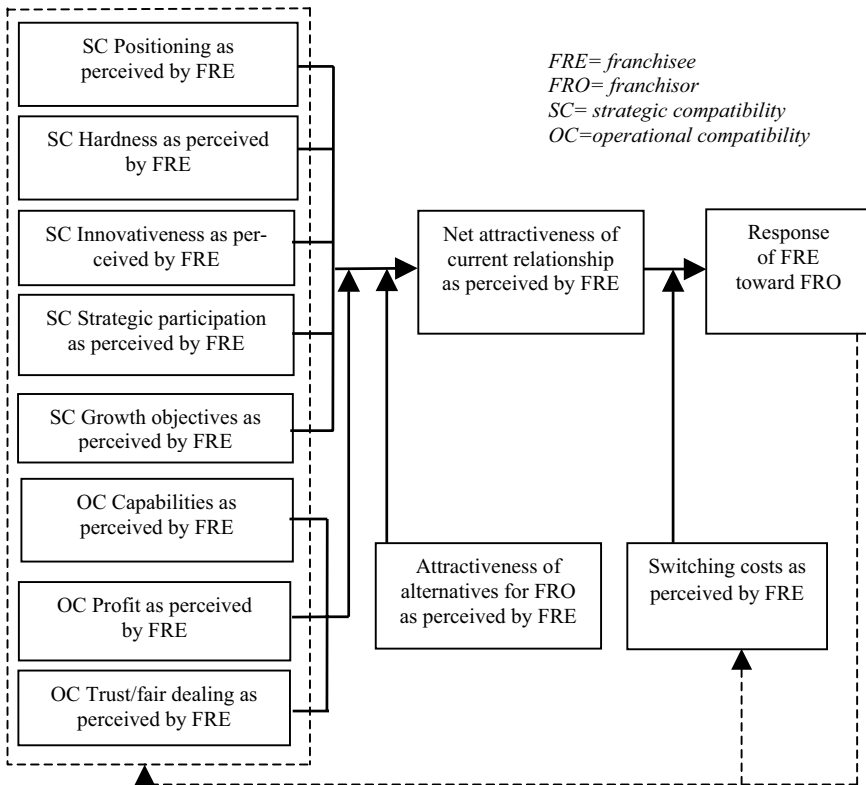 SC Positioning as
perceived by FRE
SC Hardness as perceived
by FRE
SC Innovativeness as per-
ceived by FRE
SC Strategic participation
as perceived by FRE
SC Growth objectives as
perceived by FRE
OC Capabilities as
perceived by FRE
OC Profit as perceived
by FRE
OC Trust/fair dealing as
perceived by FRE
FRE= franchisee
FRO= franchisor
SC= strategic compatibility
OC=operational compatibility
Net attractiveness of
current relationship
as perceived by FRE
Response
of FRE
toward FRO
Attractiveness of
alternatives for FRO
as perceived by FRE
Switching costs as
perceived by FRE